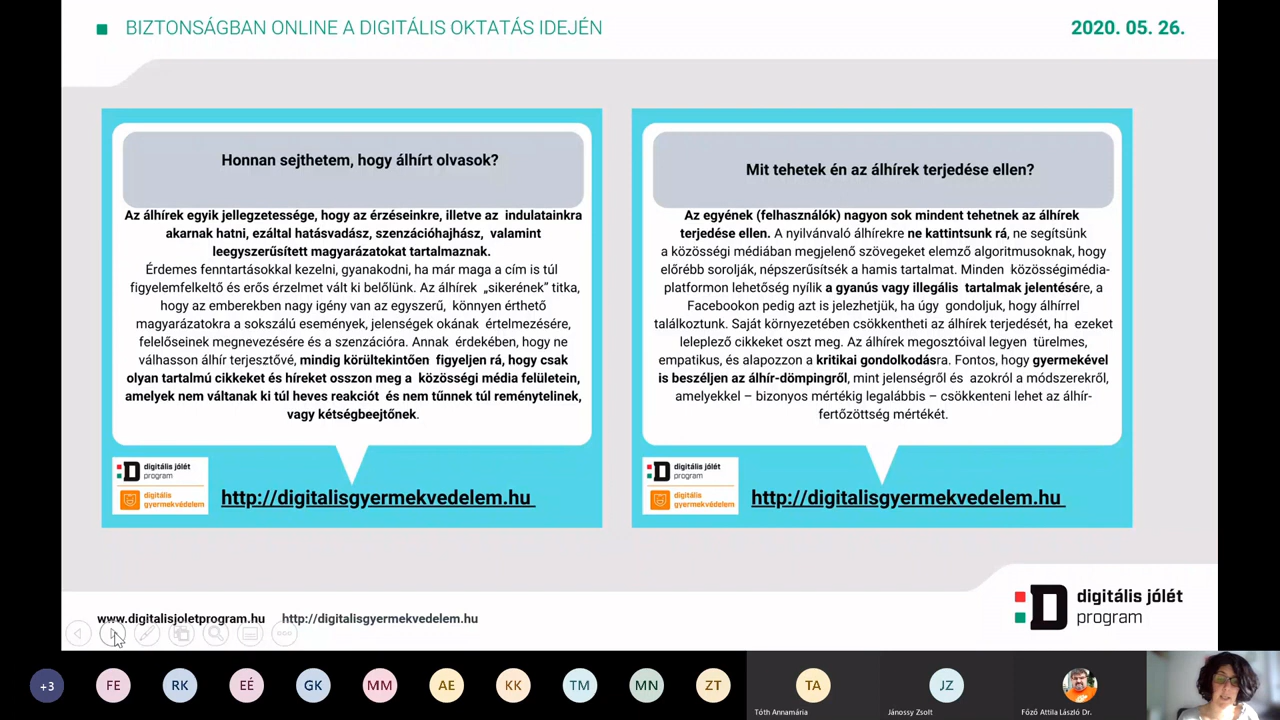 BIZTONSÁGBAN ONLINE A DIGITÁLIS OKTATÁS IDEJÉN
2020. 05. 26.
Honnan sejthetem, hogy álhírt olvasok?
Az álhírek egyik jellegzetessége, hogy az érzéseinkre, illetve az indulatainkra
akarnak hatni, ezáltal hatásvadász, szenzációhajhász, valamint
leegyszerűsített magyarázatokat tartalmaznak.
Érdemes fenntartásokkal kezelni, gyanakodni, ha már maga a cím is túl
figyelemfelkeltő és erős érzelmet vált ki belőlünk. Az álhírek „sikerének” titka,
hogy az emberekben nagy igény van az egyszerű, könnyen érthető
magyarázatokra a sokszálú események, jelenségek okának értelmezésére,
felelőseinek megnevezésére és a szenzációra. Annak érdekében, hogy ne
válhasson álhír terjesztővé, mindig körültekintően figyeljen rá, hogy csak
olyan tartalmú cikkeket és híreket osszon meg a közösségi média felületein,
amelyek nem váltanak ki túl heves reakciót és nem tűnnek túl reménytelinek,
vagy kétségbeejtőnek.
digitális jólét
program
digitális
gyermekvédelem
http://digitalisgyermekvedelem.hu
Mit tehetek én az álhírek terjedése ellen?
Az egyének (felhasználók) nagyon sok mindent tehetnek az álhírek
terjedése ellen. A nyilvánvaló álhírekre ne kattintsunk rá, ne segítsünk
a közösségi médiában megjelenő szövegeket elemző algoritmusoknak, hogy
előrébb sorolják, népszerűsítsék a hamis tartalmat. Minden közösségimédia-
platformon lehetőség nyílik a gyanús vagy illegális tartalmak jelentésére, a
Facebookon pedig azt is jelezhetjük, ha úgy gondoljuk, hogy álhírrel
találkoztunk. Saját környezetében csökkentheti az álhírek terjedését, ha ezeket
leleplező cikkeket oszt meg. Az álhírek megosztóival legyen türelmes,
empatikus, és alapozzon a kritikai gondolkodásra. Fontos, hogy gyermekével
is beszéljen az álhír-dömpingről, mint jelenségről és azokról a módszerekről,
amelyekkel – bizonyos mértékig legalábbis – csökkenteni lehet az álhír-
fertőzöttség mértékét.
digitális jólét
program
digitális
gyermekvédelem
http://digitalisgyermekvedelem.hu
www.digitalisjoletprogram.hu http://digitalisgyermekvedelem.hu
digitális jólét
program
+3 FE RK EÉ GK MM AE KK TM MN ZT TA JZ
Tóth Annamária Jánossy Zsolt Főző Attila László Dr.